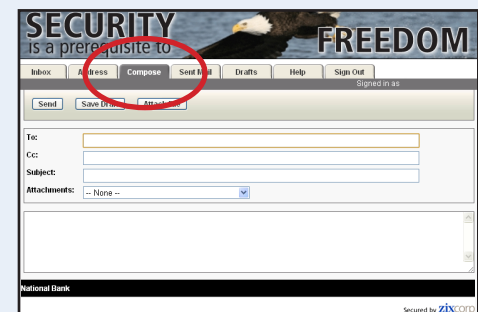 SECURITY
is a prerequisite to FREEDOM
Inbox Address Compose Sent Mail Drafts Help Sign Out
Signed in as
Send Save Draft Attach File
To:
Cc:
Subject:
Attachments: -- None --
National Bank
Secured by zixcorp